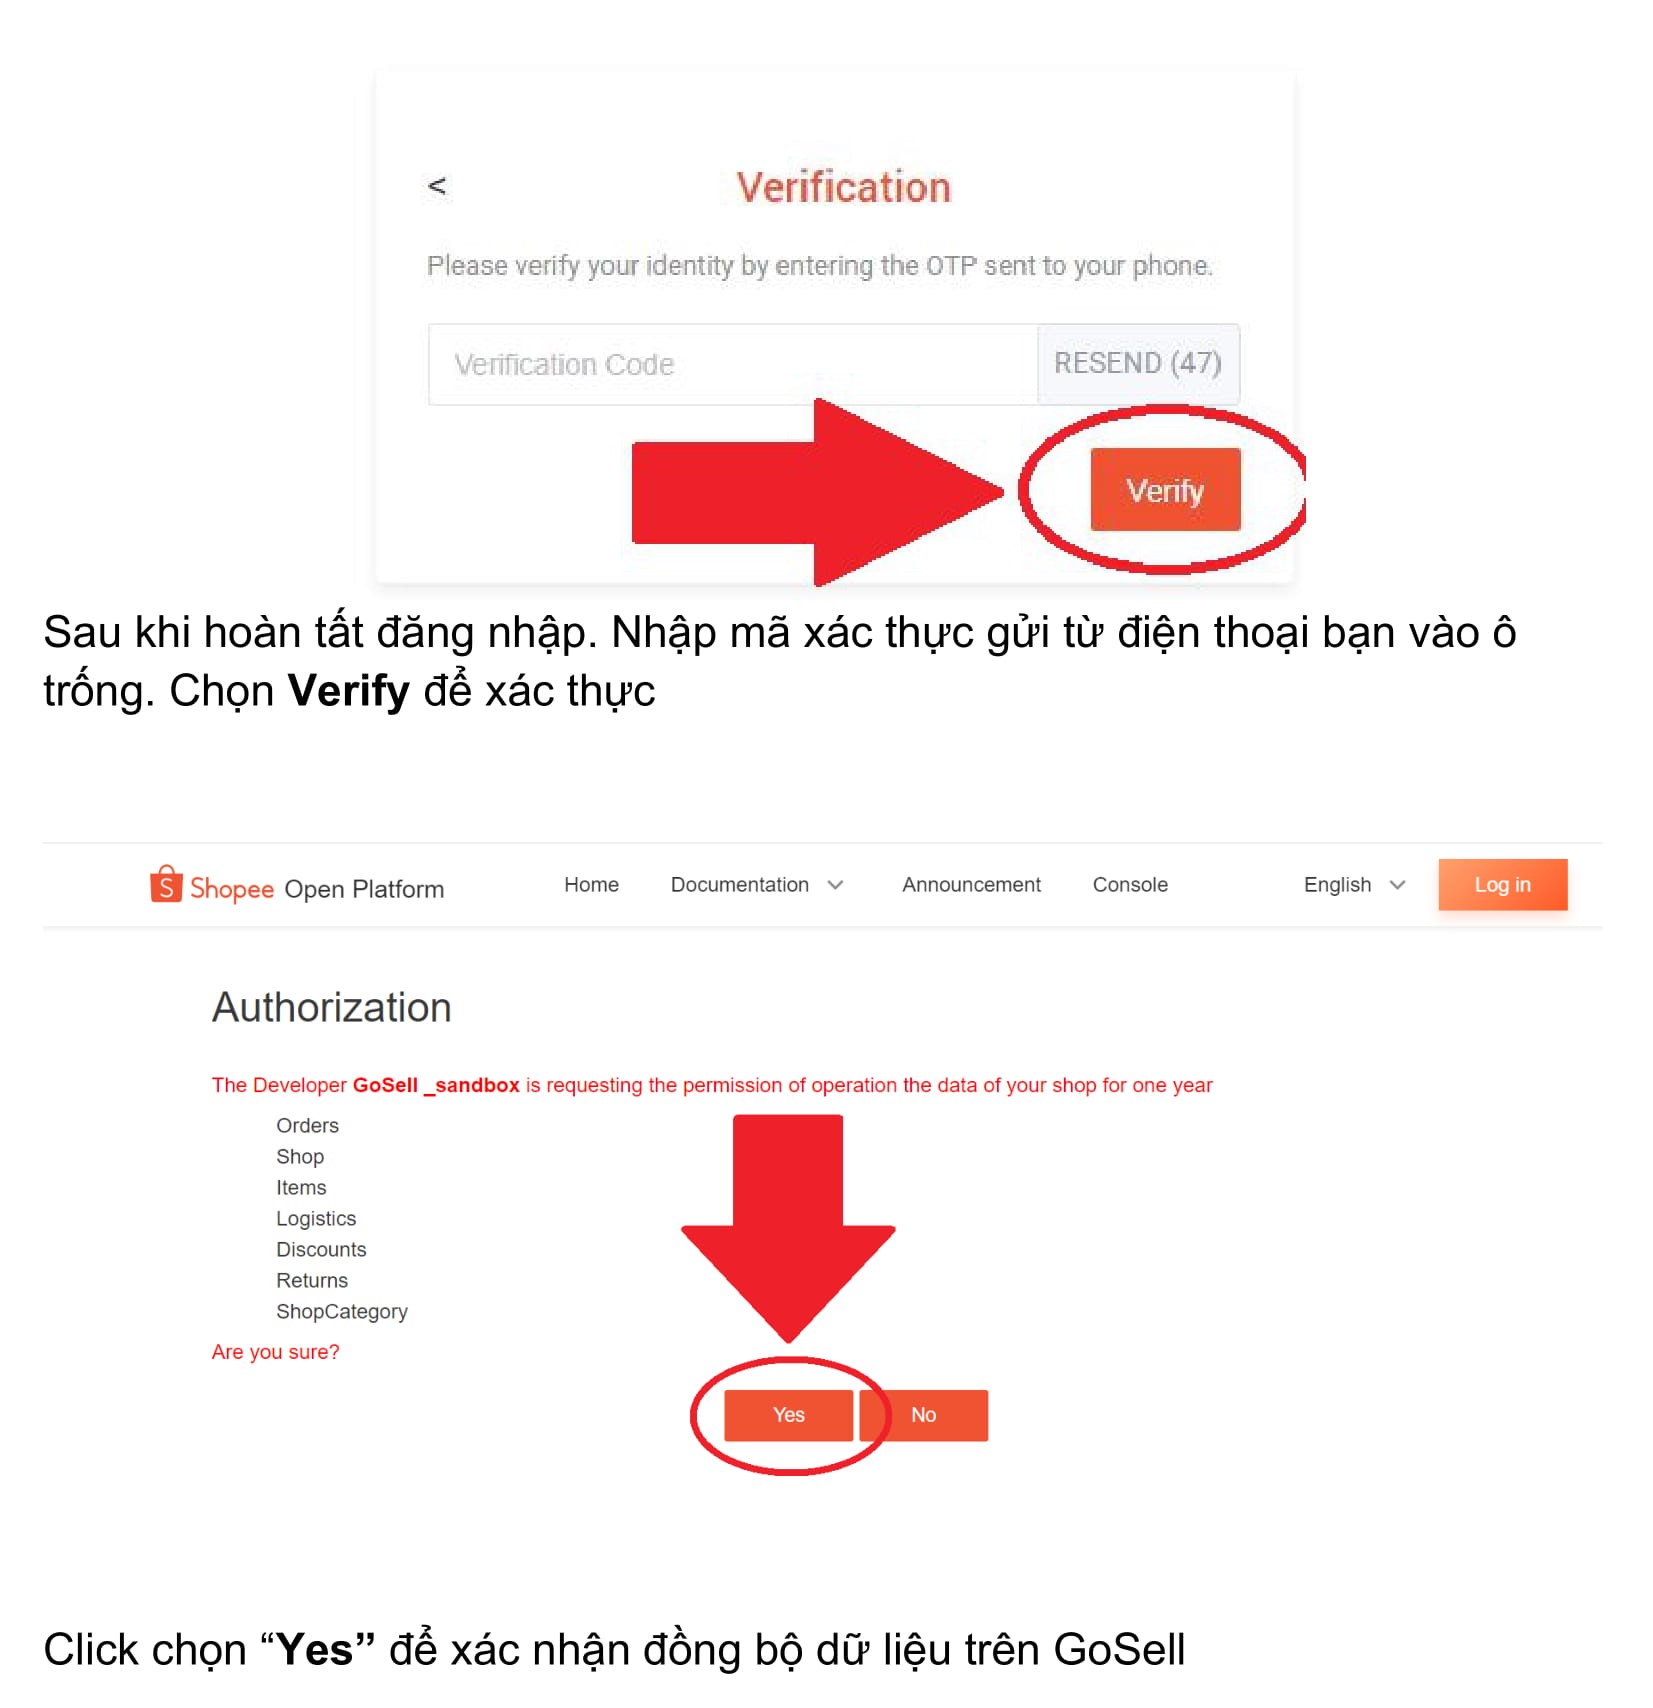 <
Verification
Please verify your identity by entering the OTP sent to your phone.
Verification Code RESEND (47)
Verify
Sau khi hoàn tất đăng nhập. Nhập mã xác thực gửi từ điện thoại bạn vào ô
trống. Chọn Verify để xác thực
S Shopee Open Platform Home Documentation Announcement Console English Log in
Authorization
The Developer GoSell _sandbox is requesting the permission of operation the data of your shop for one year
Orders
Shop
Items
Logistics
Discounts
Returns
ShopCategory
Are you sure?
Yes No
Click chọn “Yes” để xác nhận đồng bộ dữ liệu trên GoSell